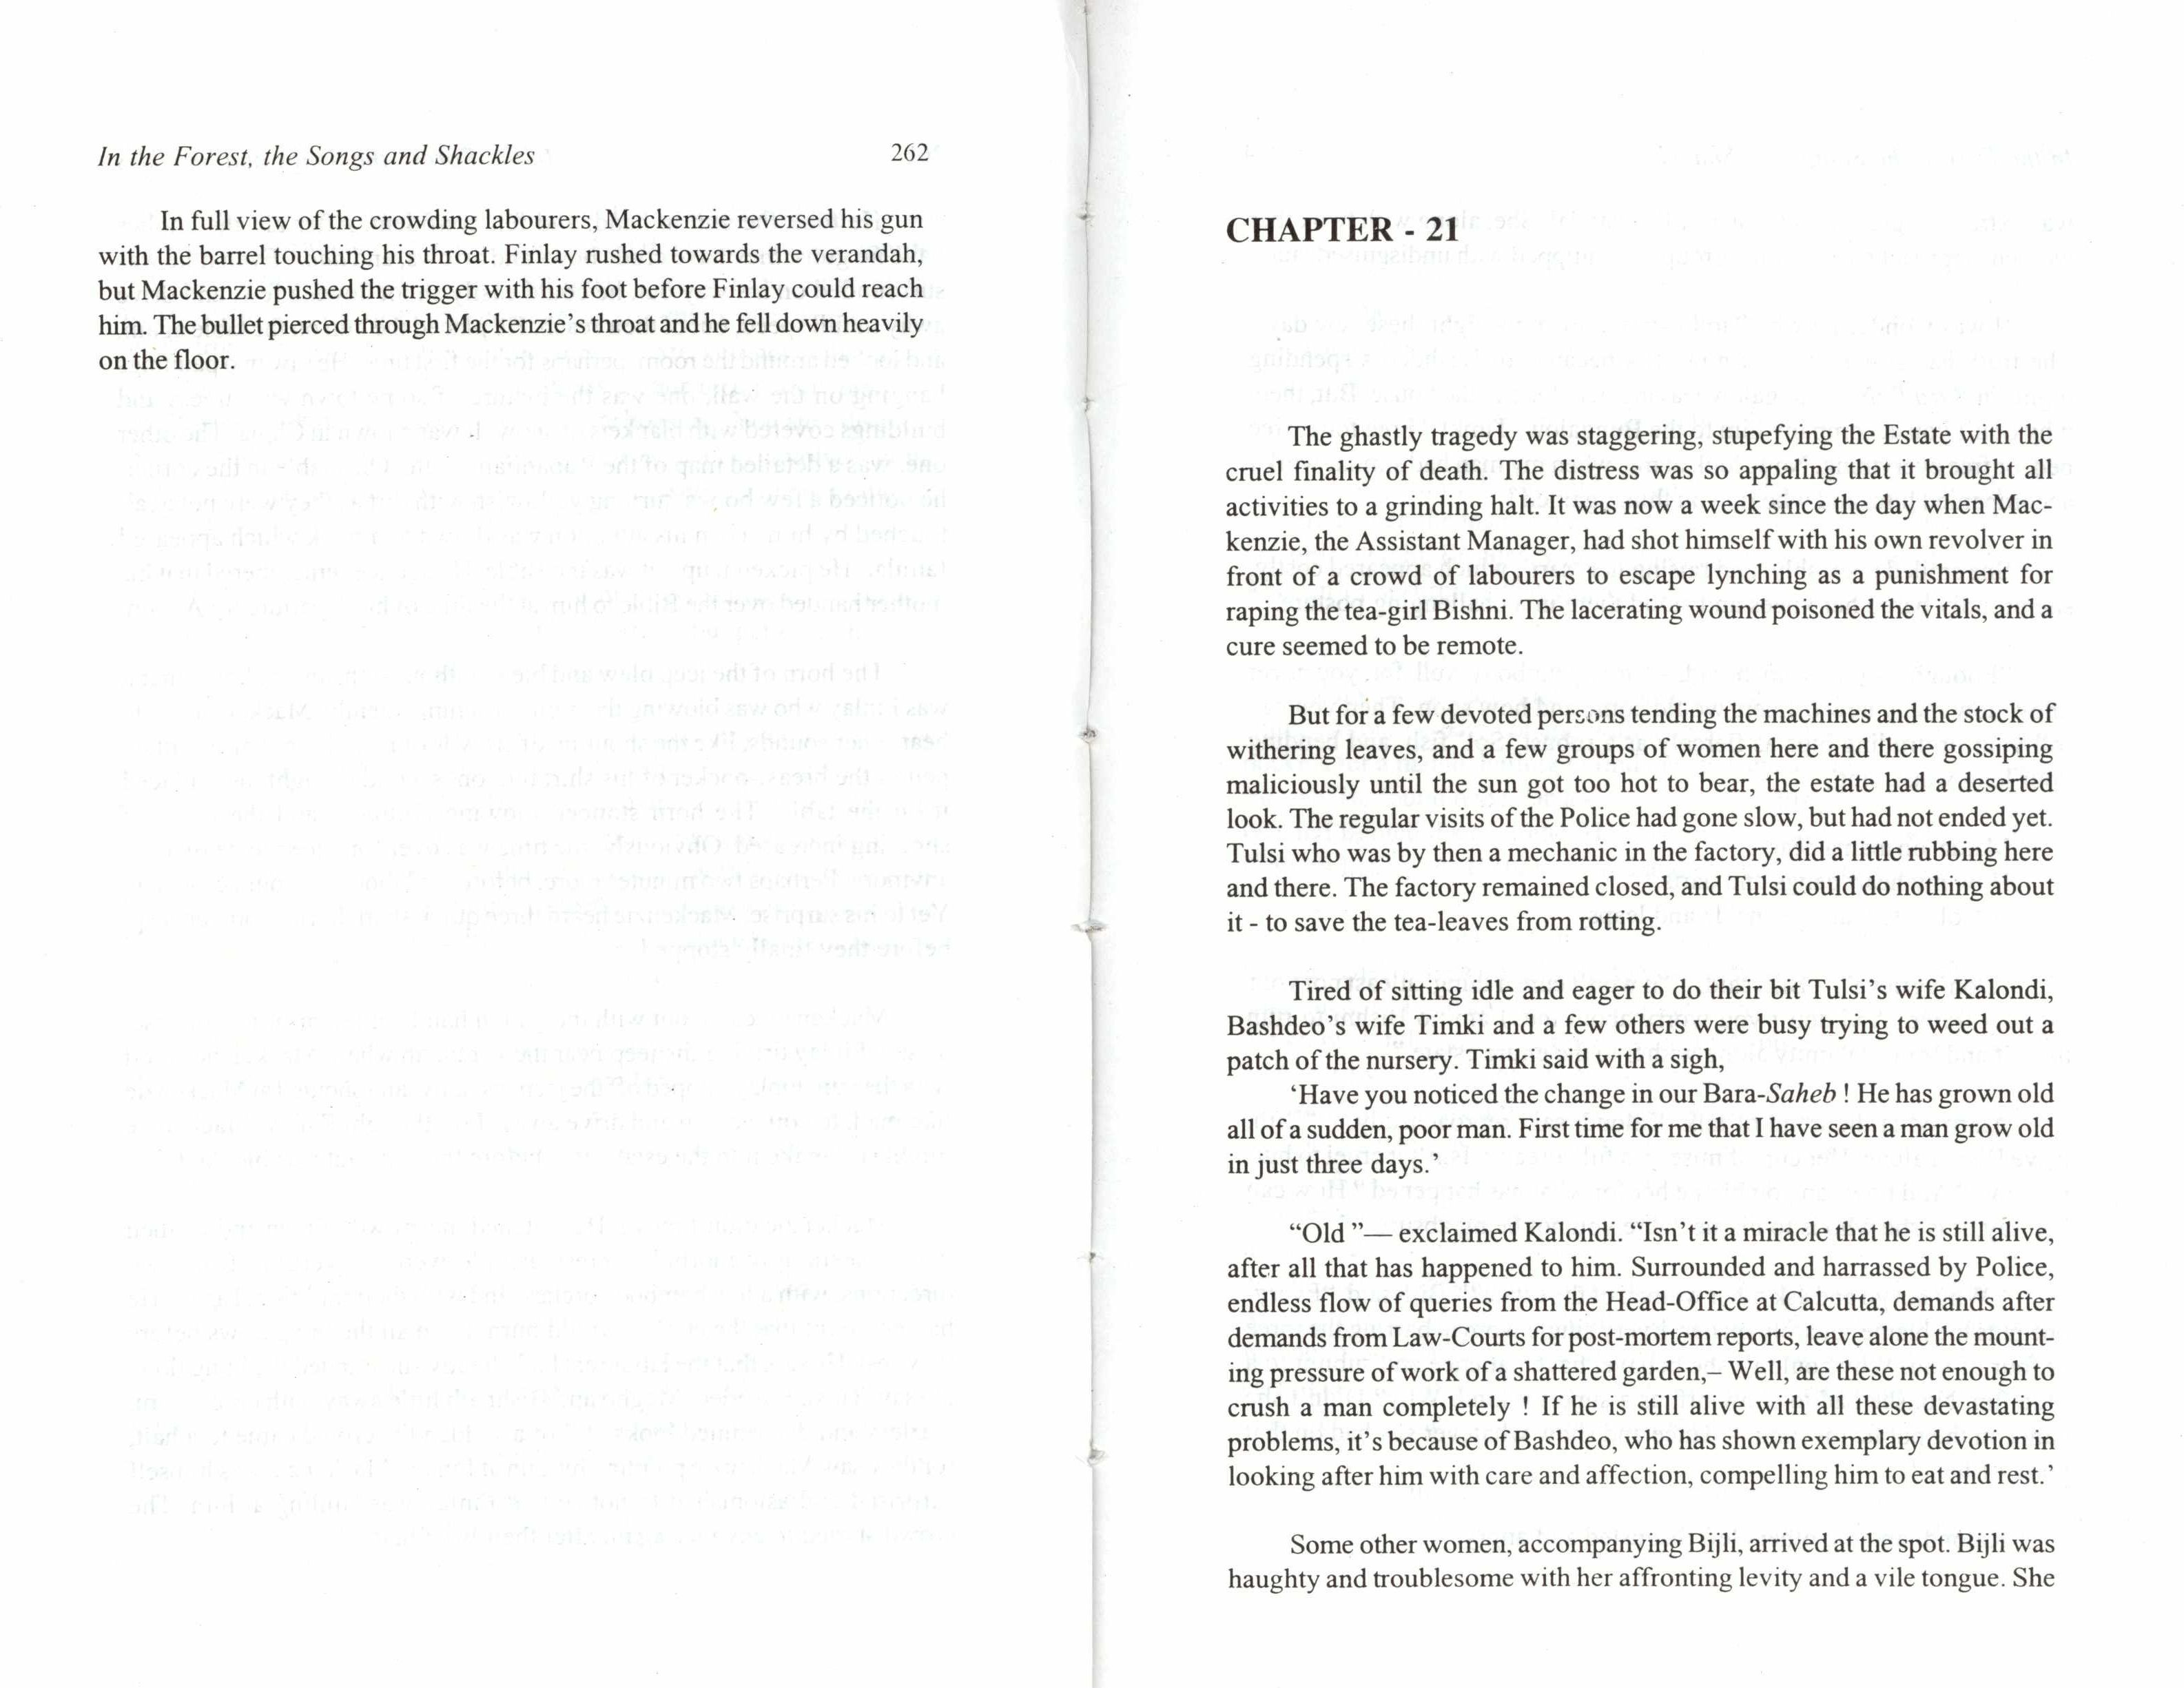 In the Forest, the Songs and Shackles 262
In full view of the crowding labourers, Mackenzie reversed his gun
with the barrel touching his throat. Finlay rushed towards the verandah,
but Mackenzie pushed the trigger with his foot before Finlay could reach
him. The bullet pierced through Mackenzie's throat and he fell down heavily
on the floor.
CHAPTER - 21
The ghastly tragedy was staggering, stupefying the Estate with the
cruel finality of death. The distress was so appaling that it brought all
activities to a grinding halt. It was now a week since the day when Mac-
kenzie, the Assistant Manager, had shot himself with his own revolver in
front of a crowd of labourers to escape lynching as a punishment for
raping the tea-girl Bishni. The lacerating wound poisoned the vitals, and a
cure seemed to be remote.
But for a few devoted persons tending the machines and the stock of
withering leaves, and a few groups of women here and there gossiping
maliciously until the sun got too hot to bear, the estate had a deserted
look. The regular visits of the Police had gone slow, but had not ended yet.
Tulsi who was by then a mechanic in the factory, did a little rubbing here
and there. The factory remained closed, and Tulsi could do nothing about
it - to save the tea-leaves from rotting.
Tired of sitting idle and eager to do their bit Tulsi's wife Kalondi,
Bashdeo's wife Timki and a few others were busy trying to weed out a
patch of the nursery. Timki said with a sigh,
‘Have you noticed the change in our Bara-Saheb ! He has grown old
all of a sudden, poor man. First time for me that I have seen a man grow old
in just three days.’
“Old ”— exclaimed Kalondi. “Isn't it a miracle that he is still alive,
after all that has happened to him. Surrounded and harrassed by Police,
endless flow of queries from the Head-Office at Calcutta, demands after
demands from Law-Courts for post-mortem reports, leave alone the mount-
ing pressure of work of a shattered garden,– Well, are these not enough to
crush a man completely ! If he is still alive with all these devastating
problems, it's because of Bashdeo, who has shown exemplary devotion in
looking after him with care and affection, compelling him to eat and rest.’
Some other women, accompanying Bijli, arrived at the spot. Bijli was
haughty and troublesome with her affronting levity and a vile tongue. She